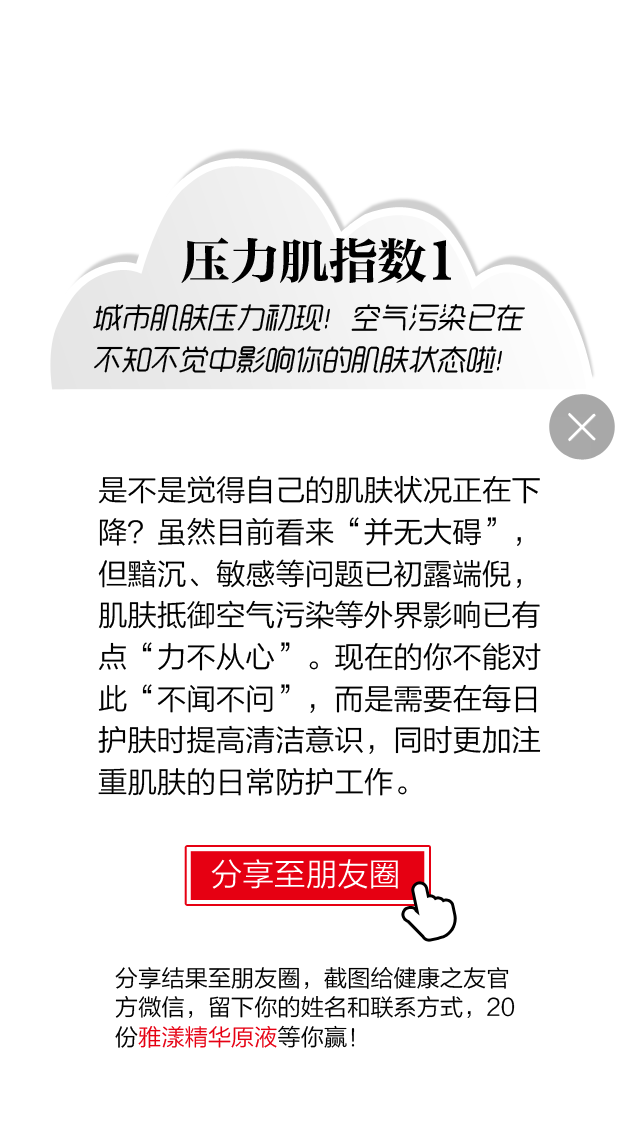 压力肌指数1
城市肌肤压力初现！空气污染已在
不知不觉中影响你的肌肤状态啦！
是不是觉得自己的肌肤状况正在下
降？虽然目前看来“并无大碍”，
但黯沉、敏感等问题已初露端倪，
肌肤抵御空气污染等外界影响已有
点“力不从心”。现在的你不能对
此“不闻不问”，而是需要在每日
护肤时提高清洁意识，同时更加注
重肌肤的日常防护工作。
分享至朋友圈
分享结果至朋友圈，截图给健康之友官
方微信，留下你的姓名和联系方式，20
份雅漾精华原液等你赢！